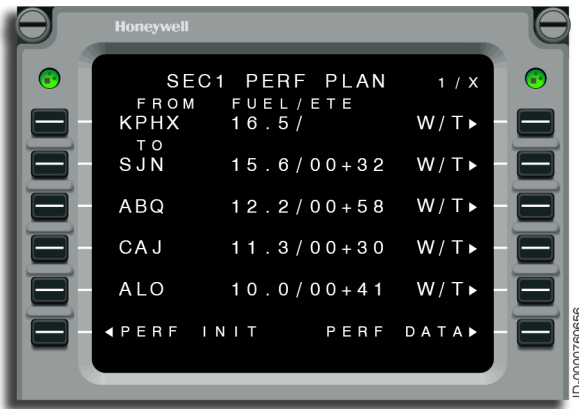 Honeywell
SEC1 PERF PLAN 1 / X
FROM FUEL/ETE
KPHX 16.5/ W/T▶
TO
SJN 15.6/00+32 W/T▶
ABQ 12.2/00+58 W/T▶
CAJ 11.3/00+30 W/T▶
ALO 10.0/00+41 W/T▶
◀PERF INIT PERF DATA▶
ID-0000760656